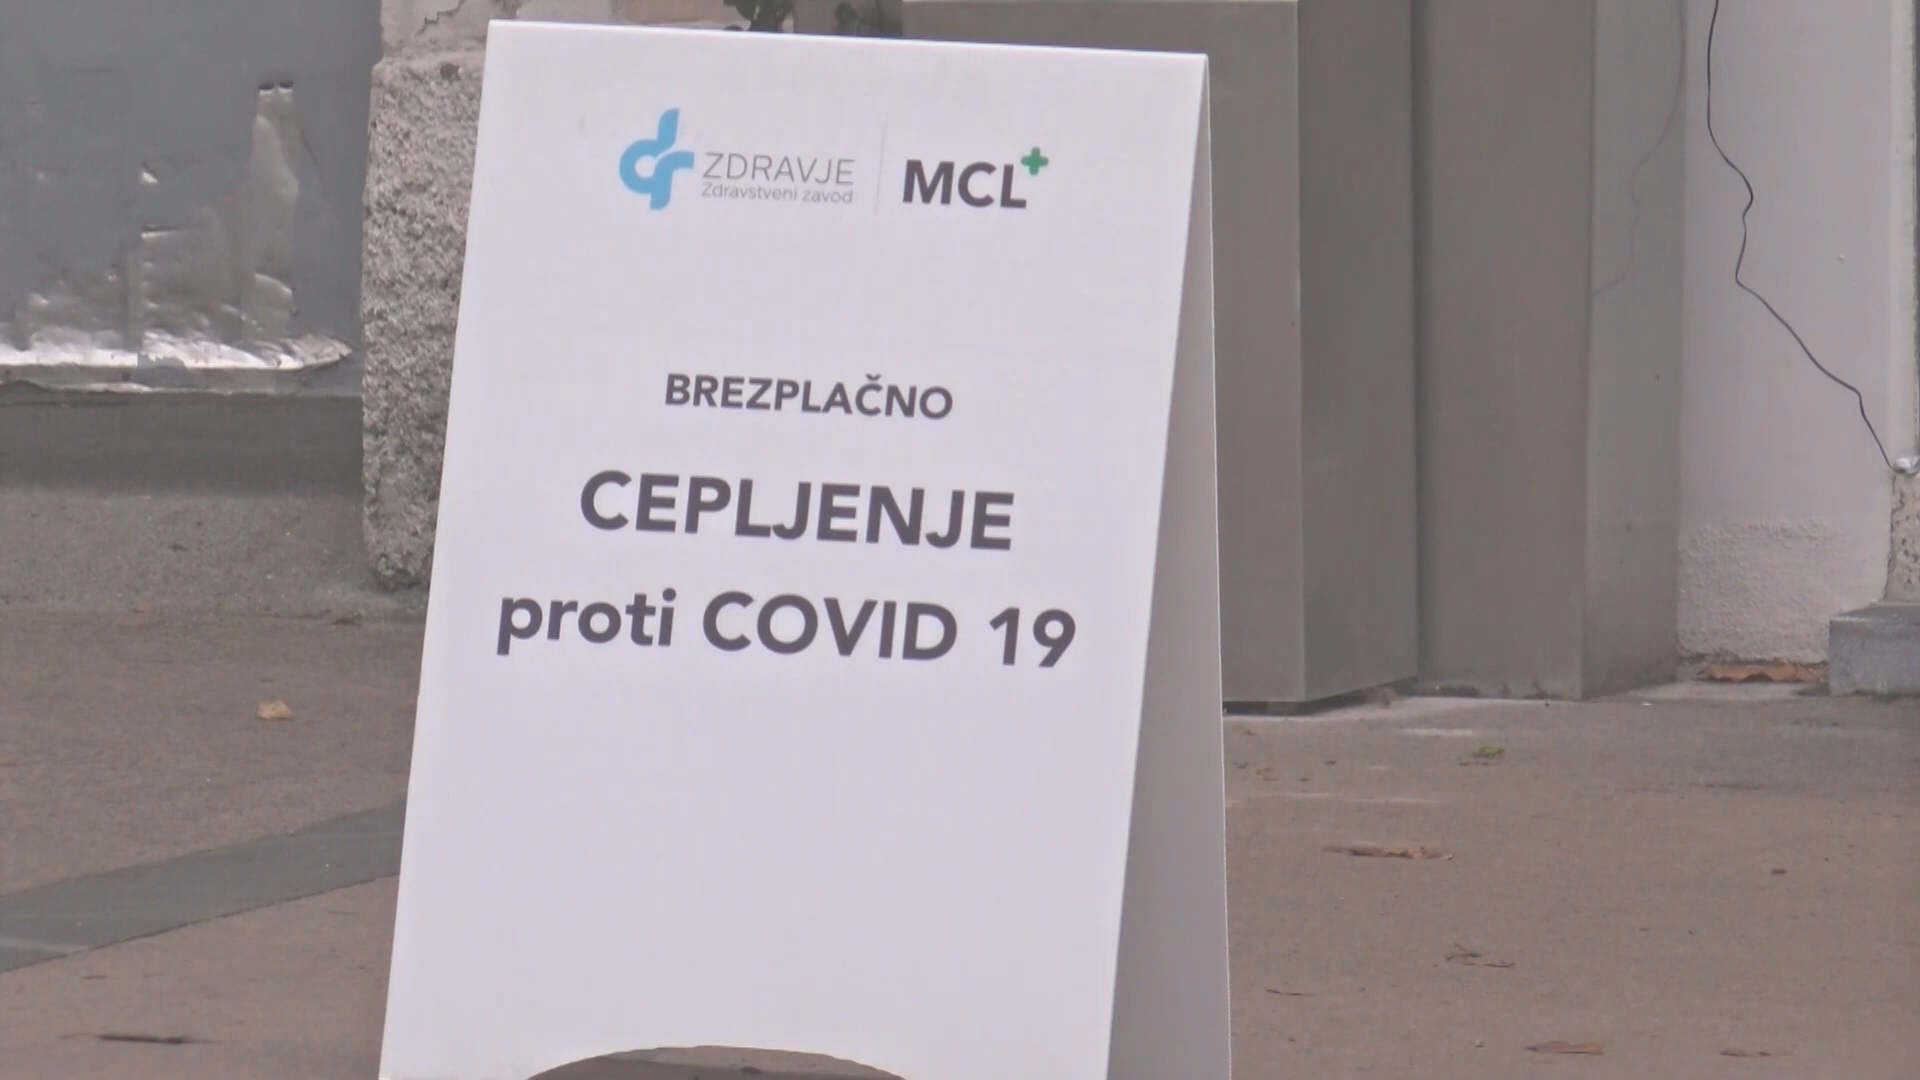 ZDRAVJE
Zdravstveni zavod
MCL+
BREZPLAČNO
CEPLJENJE
proti COVID 19